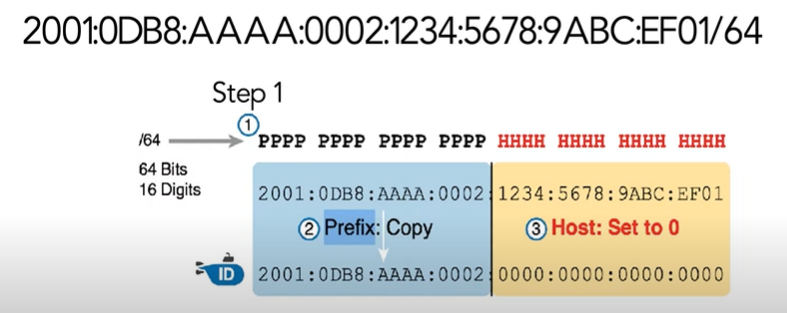 2001:0DB8:AAAA:0002:1234:5678:9ABC:EF01/64
Step 1
1
/64 PPPP PPPP PPPP PPPP HHHH HHHH HHHH HHHH
64 Bits
16 Digits
2001:0DB8:AAAA:0002:1234:5678:9ABC:EF01
2 Prefix: Copy 3 Host: Set to 0
ID 2001:0DB8:AAAA:0002:0000:0000:0000:0000